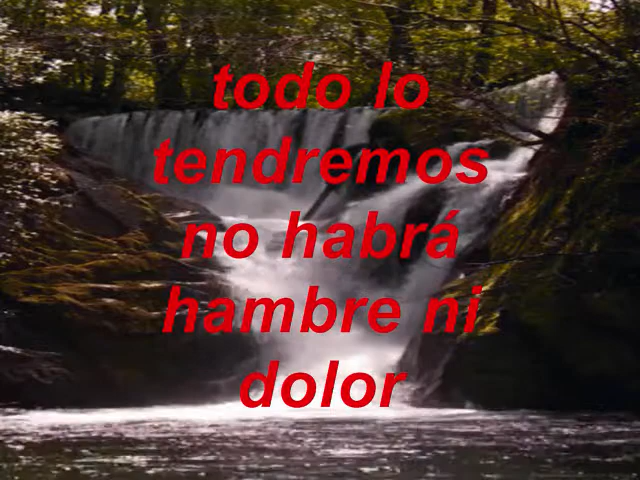 todo lo
tendremos
no habrá
hambre ni
dolor